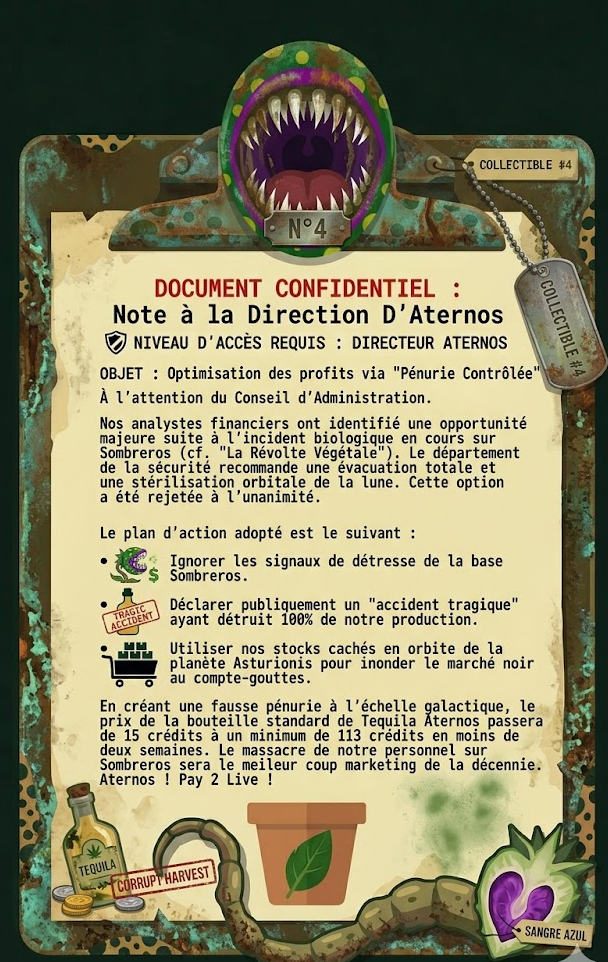 COLLECTIBLE #4
N°4
COLLECTIBLE #4
DOCUMENT CONFIDENTIEL :
Note à la Direction D'Aternos
NIVEAU D'ACCÈS REQUIS : DIRECTEUR ATERNOS
OBJET : Optimisation des profits via "Pénurie Contrôlée"
À l'attention du Conseil d'Administration.
Nos analystes financiers ont identifié une opportunité
majeure suite à l'incident biologique en cours sur
Sombreros (cf. "La Révolte Végétale"). Le département
de la sécurité recommande une évacuation totale et
une stérilisation orbitale de la lune. Cette option
a été rejetée à l'unanimité.
Le plan d'action adopté est le suivant :
• Ignorer les signaux de détresse de la base
Sombreros.
$
• Déclarer publiquement un "accident tragique"
ayant détruit 100% de notre production.
TRAGIC
ACCIDENT
• Utiliser nos stocks cachés en orbite de la
planète Asturionis pour inonder le marché noir
au compte-gouttes.
En créant une fausse pénurie à l'échelle galactique, le
prix de la bouteille standard de Tequila Aternos passera
de 15 crédits à un minimum de 113 crédits en moins de
deux semaines. Le massacre de notre personnel sur
Sombreros sera le meileur coup marketing de la décennie.
Aternos ! Pay 2 Live !
TEQUILA
CORRUPT HARVEST
SANGRE AZUL